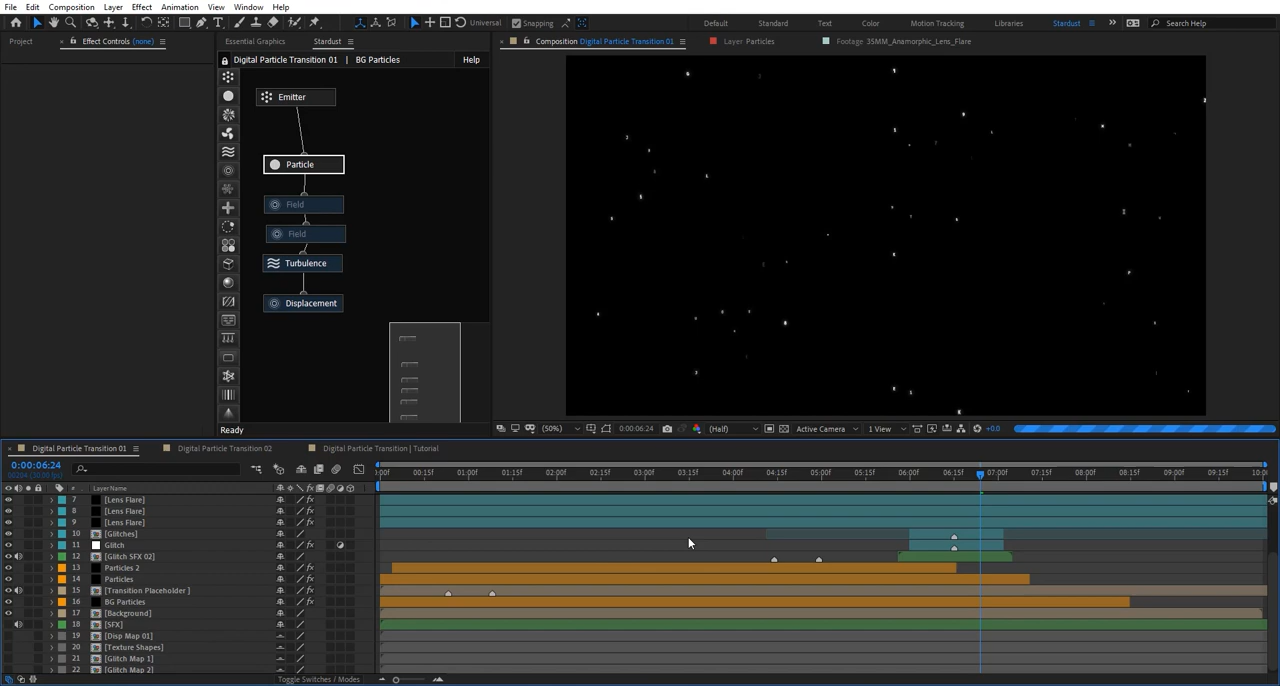 File Edit Composition Layer Effect Animation View Window Help
Universal Snapping Default Standard Text Color Motion Tracking Libraries Stardust Search Help
Project Effect Controls (none) Essential Graphics Stardust Composition Digital Particle Transition 01 Layer Particles Footage 35MM_Anamorphic_Lens_Flare
Digital Particle Transition 01 | BG Particles Help
Emitter
Particle
Field
Field
Turbulence
Displacement
Ready
(50%) 0:00:06:24 (Half) Active Camera 1 View +0.0
Digital Particle Transition 01 Digital Particle Transition 02 Digital Particle Transition | Tutorial
0:00:06:24
:00f 00:15f 01:00f 01:15f 02:00f 02:15f 03:00f 03:15f 04:00f 04:15f 05:00f 05:15f 06:00f 06:15f 07:00f 07:15f 08:00f 08:15f 09:00f 09:15f 10:0
# Layer Name
7 [Lens Flare]
8 [Lens Flare]
9 [Lens Flare]
10 [Glitches]
11 Glitch
12 [Glitch SFX 02]
13 Particles 2
14 Particles
15 [Transition Placeholder ]
16 BG Particles
17 [Background]
18 [SFX]
19 [Disp Map 01]
20 [Texture Shapes]
21 [Glitch Map 1]
22 [Glitch Map 2]
Toggle Switches / Modes